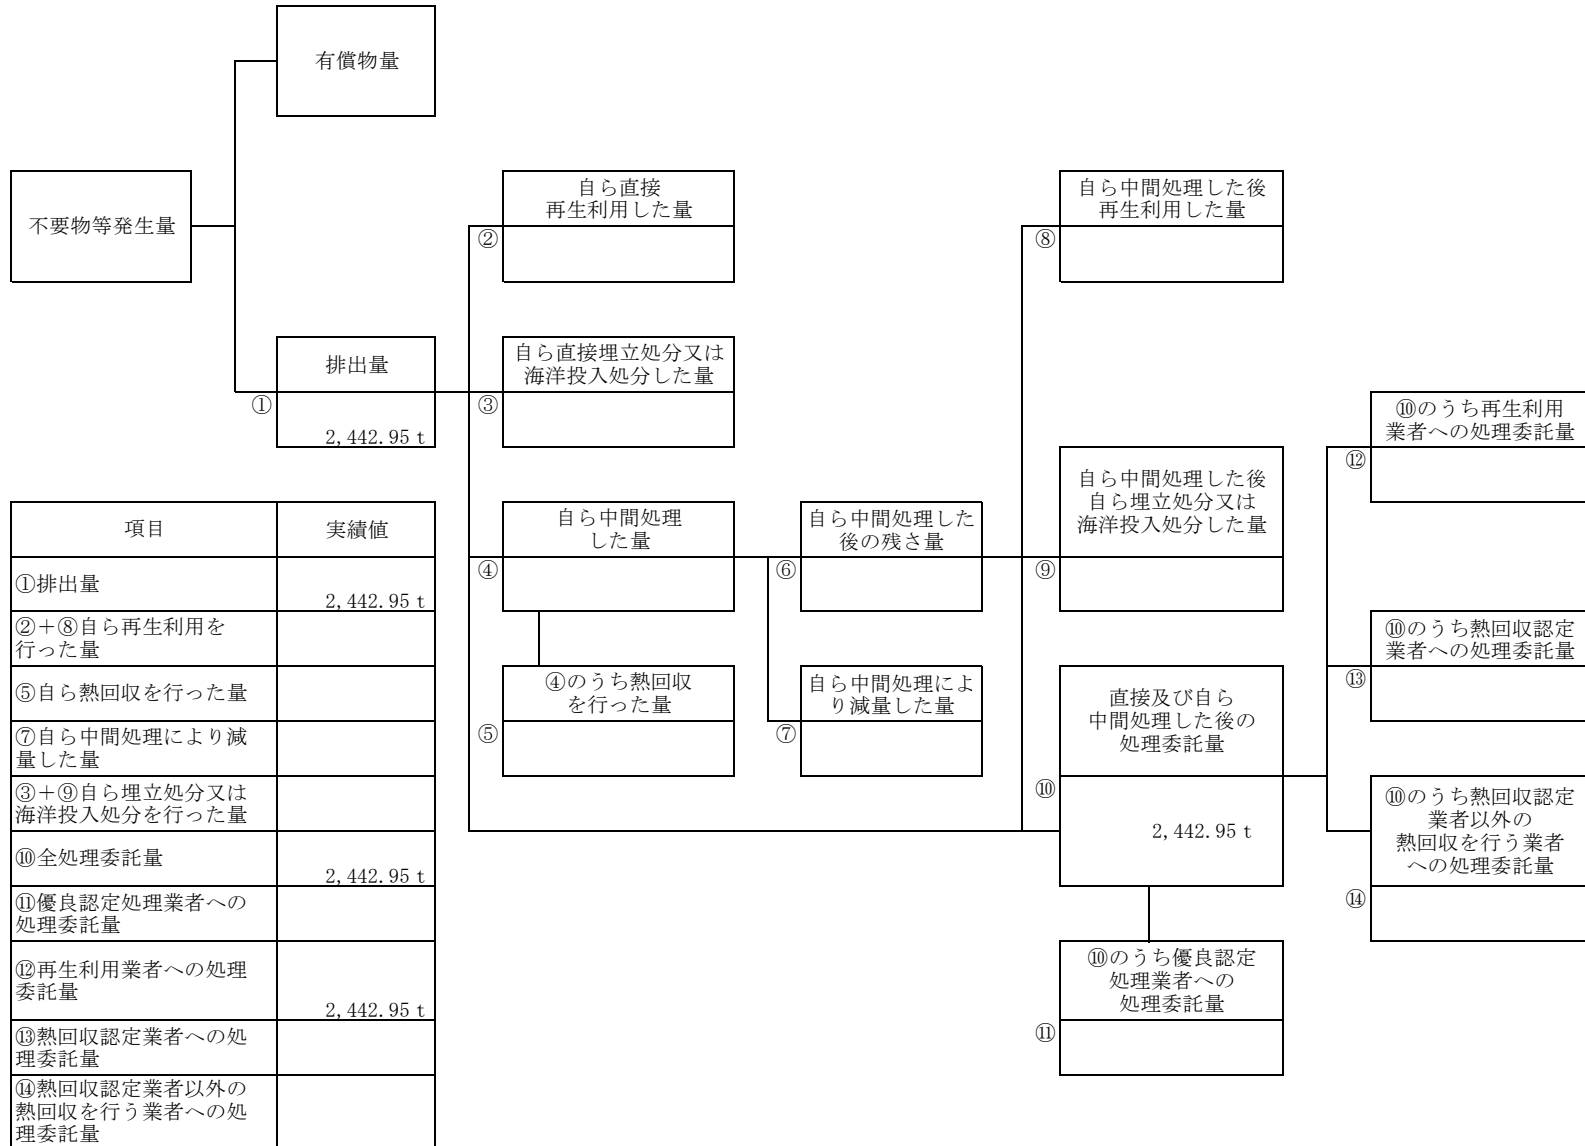 有償物量
不要物等発生量
自ら直接
再生利用した量
②
自ら中間処理した後
再生利用した量
⑧
排出量
①
2,442.95 t
自ら直接埋立処分又は
海洋投入処分した量
③
⑩のうち再生利用
業者への処理委託量
⑫
自ら中間処理
した量
④
自ら中間処理した
後の残さ量
⑥
自ら中間処理した後
自ら埋立処分又は
海洋投入処分した量
⑨
④のうち熱回収
を行った量
⑤
自ら中間処理によ
り減量した量
⑦
直接及び自ら
中間処理した後の
処理委託量
⑩
2,442.95 t
⑩のうち熱回収認定
業者への処理委託量
⑬
⑩のうち熱回収認定
業者以外の
熱回収を行う業者
への処理委託量
⑭
⑩のうち優良認定
処理業者への
処理委託量
⑪
項目 実績値
①排出量
2,442.95 t
②＋⑧自ら再生利用を
行った量
⑤自ら熱回収を行った量
⑦自ら中間処理により減
量した量
③＋⑨自ら埋立処分又は
海洋投入処分を行った量
⑩全処理委託量
2,442.95 t
⑪優良認定処理業者への
処理委託量
⑫再生利用業者への処理
委託量
2,442.95 t
⑬熱回収認定業者への処
理委託量
⑭熱回収認定業者以外の
熱回収を行う業者への処
理委託量